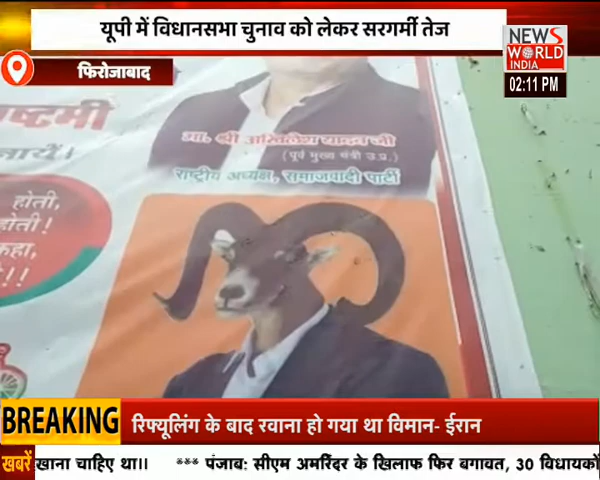 यूपी में विधानसभा चुनाव को लेकर सरगर्मी तेज
NEWS
WORLD
INDIA
02:11 PM
फिरोजाबाद
मा. श्री अखिलेश यादव जी
(पूर्व मुख्य मंत्री उ.प्र.)
राष्ट्रीय अध्यक्ष, समाजवादी पार्टी
होती,
होती!
कहा,
BREAKING
रिफ्यूलिंग के बाद रवाना हो गया था विमान- ईरान
खबरें खाना चाहिए था।। *** पंजाब: सीएम अमरिंदर के खिलाफ फिर बगावत, 30 विधायकों